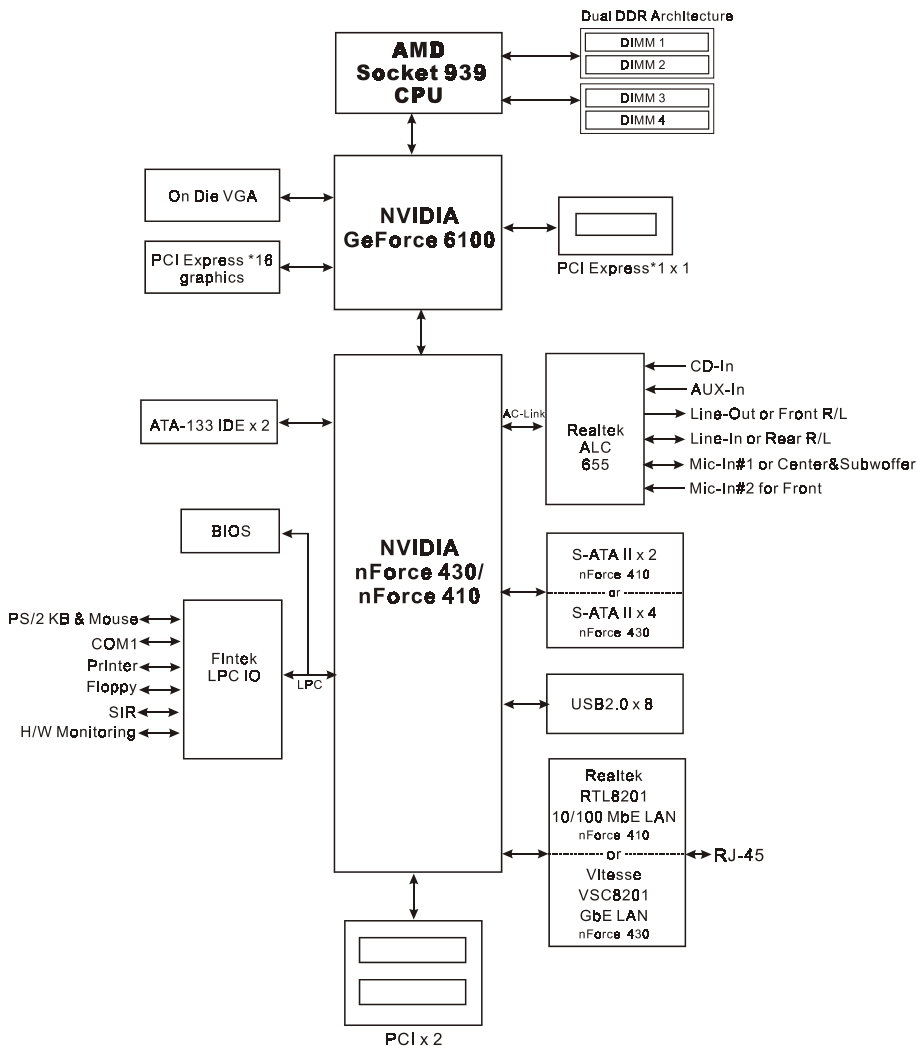 Dual DDR Architecture
AMD
Socket 939
CPU
DIMM 1
DIMM 2
DIMM 3
DIMM 4
On Die VGA
PCI Express *16
graphics
NVIDIA
GeForce 6100
PCI Express*1 x 1
ATA-133 IDE x 2
AC-Link
Realtek
ALC
655
CD-In
AUX-In
Line-Out or Front R/L
Line-In or Rear R/L
Mic-In#1 or Center&Subwoffer
Mic-In#2 for Front
BIOS
NVIDIA
nForce 430/
nForce 410
S-ATA II x 2
nForce 410
or
S-ATA II x 4
nForce 430
PS/2 KB & Mouse
COM1
Printer
Floppy
SIR
H/W Monitoring
Fintek
LPC IO
LPC
USB2.0 x 8
Realtek
RTL8201
10/100 MbE LAN
nForce 410
or
Vitesse
VSC8201
GbE LAN
nForce 430
RJ-45
PCI x 2